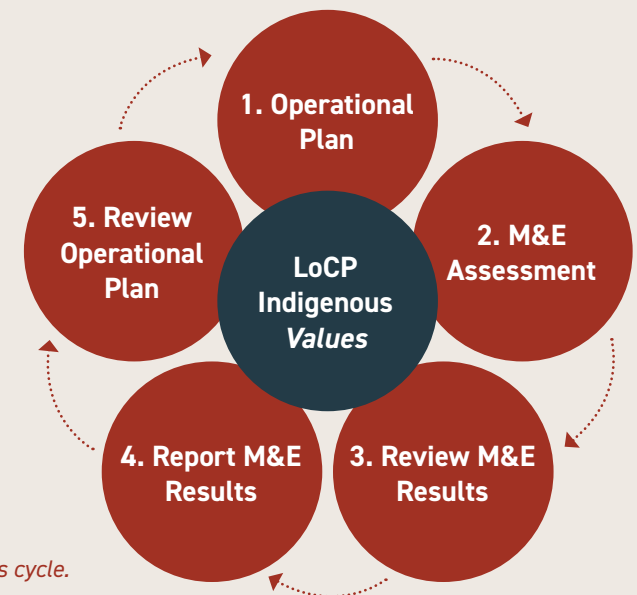 1. Operational
Plan
2. M&E
Assessment
3. Review M&E
Results
4. Report M&E
Results
5. Review
Operational
Plan
LoCP
Indigenous
Values
s cycle.